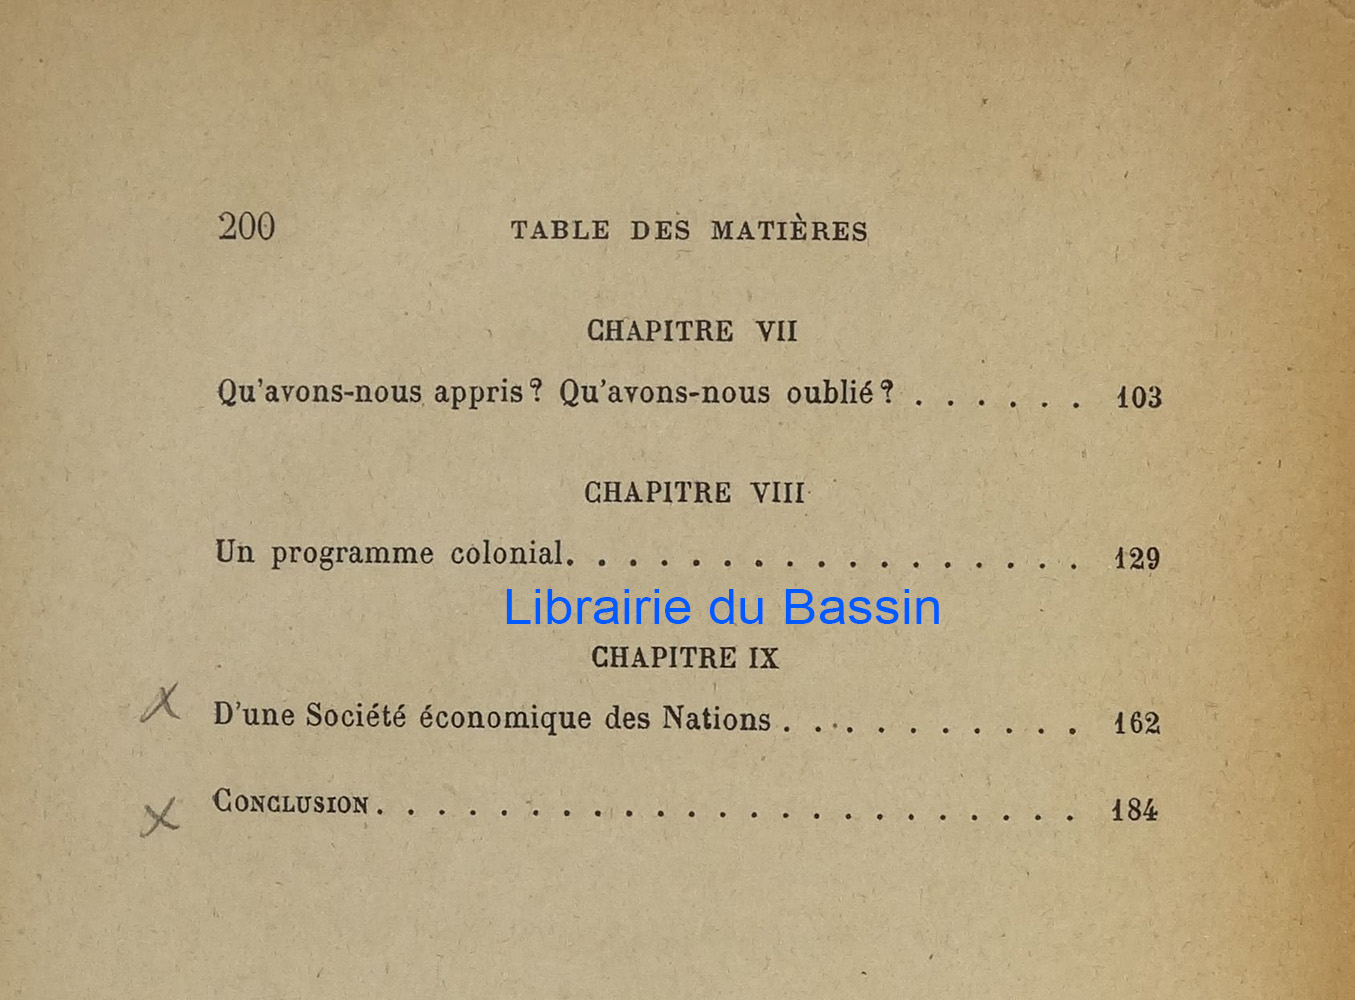 200 TABLE DES MATIÈRES
CHAPITRE VII
Qu'avons-nous appris ? Qu'avons-nous oublié ? . . . . . . 103
CHAPITRE VIII
Un programme colonial. . . . . . . . . . . . . . . . . 129
Librairie du Bassin
CHAPITRE IX
X D'une Société économique des Nations . . . . . . . . . . 162
X CONCLUSION . . . . . . . . . . . . . . . . . . . . . . . 184